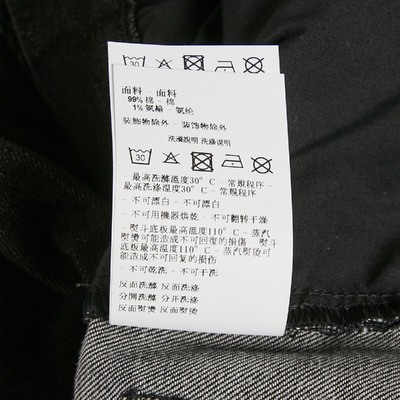 30
面料 - 面料
99% 棉 - 棉
1% 氨綸 - 氨纶
装飾物除外 - 装饰物除外
洗滌說明 洗涤说明
30
- 最高洗滌溫度30° C - 常規程序 -
最高洗涤温度30° C - 常规程序
- 不可漂白 - 不可漂白
- 不可用機器烘乾 - 不可翻转干燥
- 熨斗底板最高溫度110° C - 蒸汽
熨燙可能造成不可回復的損傷 - 熨斗
底板最高温度110° C - 蒸汽熨烫可
能造成不可回复的损伤
- 不可乾洗 - 不可干洗
反面洗滌 反面洗涤
分開洗滌 分开洗涤
反面熨燙 反面熨烫